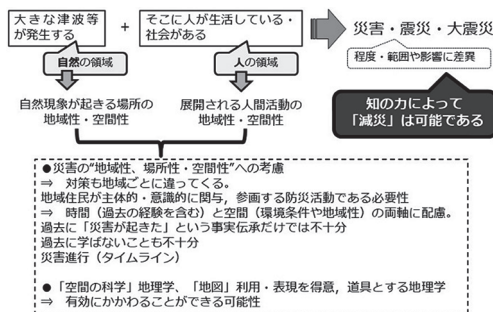 大きな津波等
が発生する
+
そこに人が生活している・
社会がある
災害・震災・大震災
程度・範囲や影響に差異
自然の領域
人の領域
自然現象が起きる場所の
地域性・空間性
展開される人間活動の
地域性・空間性
知の力によって
「減災」は可能である
●災害の“地域性、場所性・空間性”への考慮
⇒ 対策も地域ごとに違ってくる。
地域住民が主体的・意識的に関与，参画する防災活動である必要性
⇒ 時間（過去の経験を含む）と空間（環境条件や地域性）の両軸に配慮。
過去に「災害が起きた」という事実伝承だけでは不十分
過去に学ばないことも不十分
災害進行（タイムライン）
●「空間の科学」地理学、「地図」利用・表現を得意，道具とする地理学
⇒ 有効にかかわることができる可能性